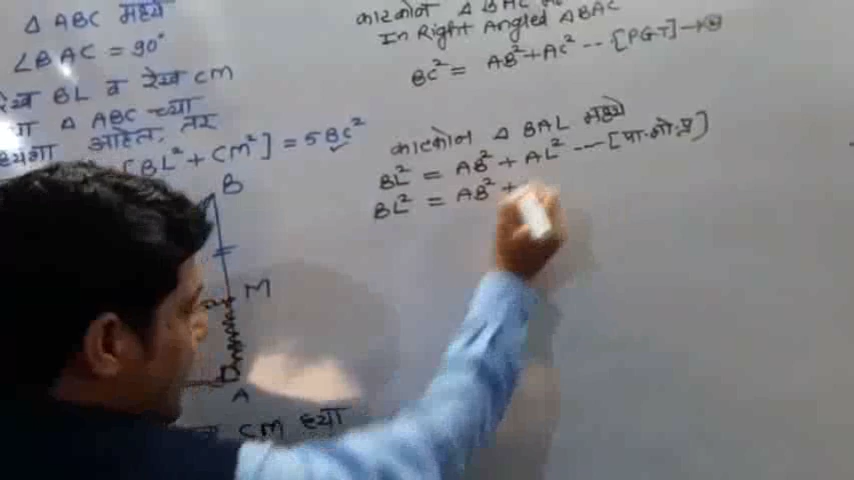 Δ ABC मध्ये
∠BAC = 90°
रेख BL व रेख CM
Δ ABC च्या
आहेत, तर
[BL² + CM²] = 5BC²
B
M
A
CM ह्या
काटकोन Δ BAC
In Right Angled ΔBAC
BC² = AB² + AC² --- [PGT] →
काटकोन Δ BAL मध्ये
BL² = AB² + AL² --- [पा.गो.प्र]
BL² = AB² +